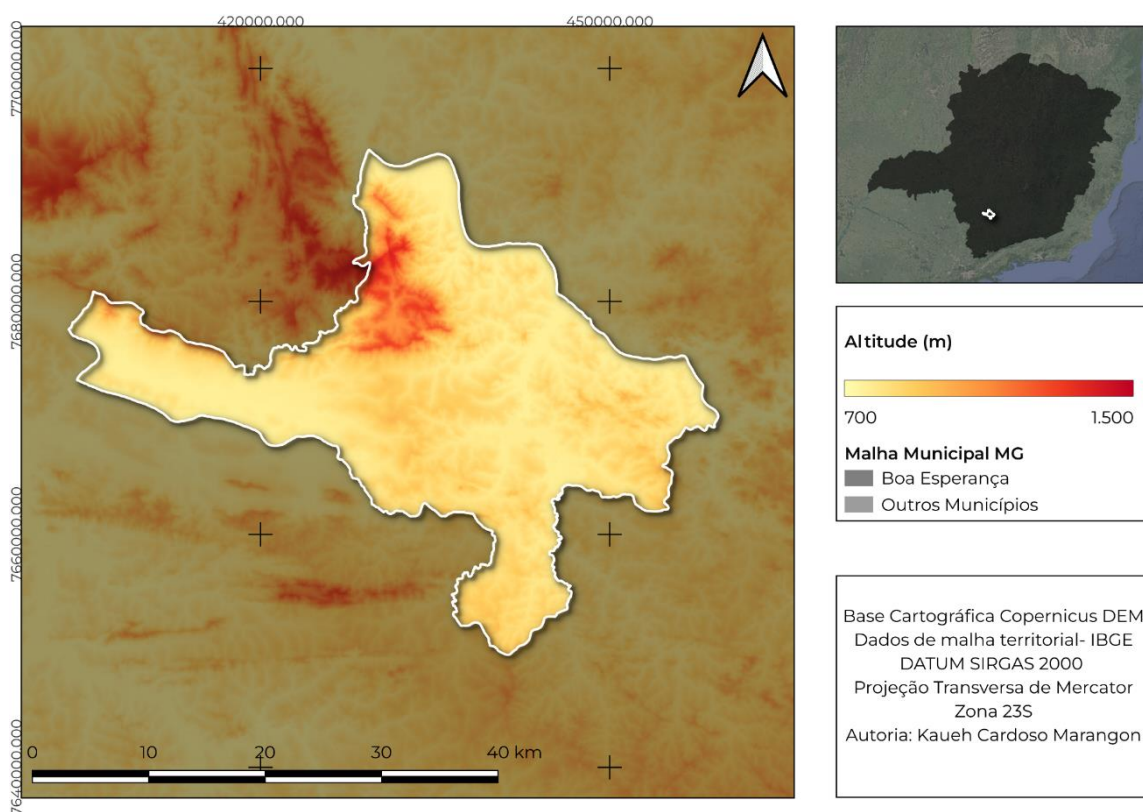 420000.000
450000.000
7700000.000
7680000.000
7660000.000
7640000.000
0 10 20 30 40 km
Altitude (m)
700 1.500
Malha Municipal MG
Boa Esperança
Outros Municípios
Base Cartográfica Copernicus DEM
Dados de malha territorial- IBGE
DATUM SIRGAS 2000
Projeção Transversa de Mercator
Zona 23S
Autoria: Kaueh Cardoso Marangon